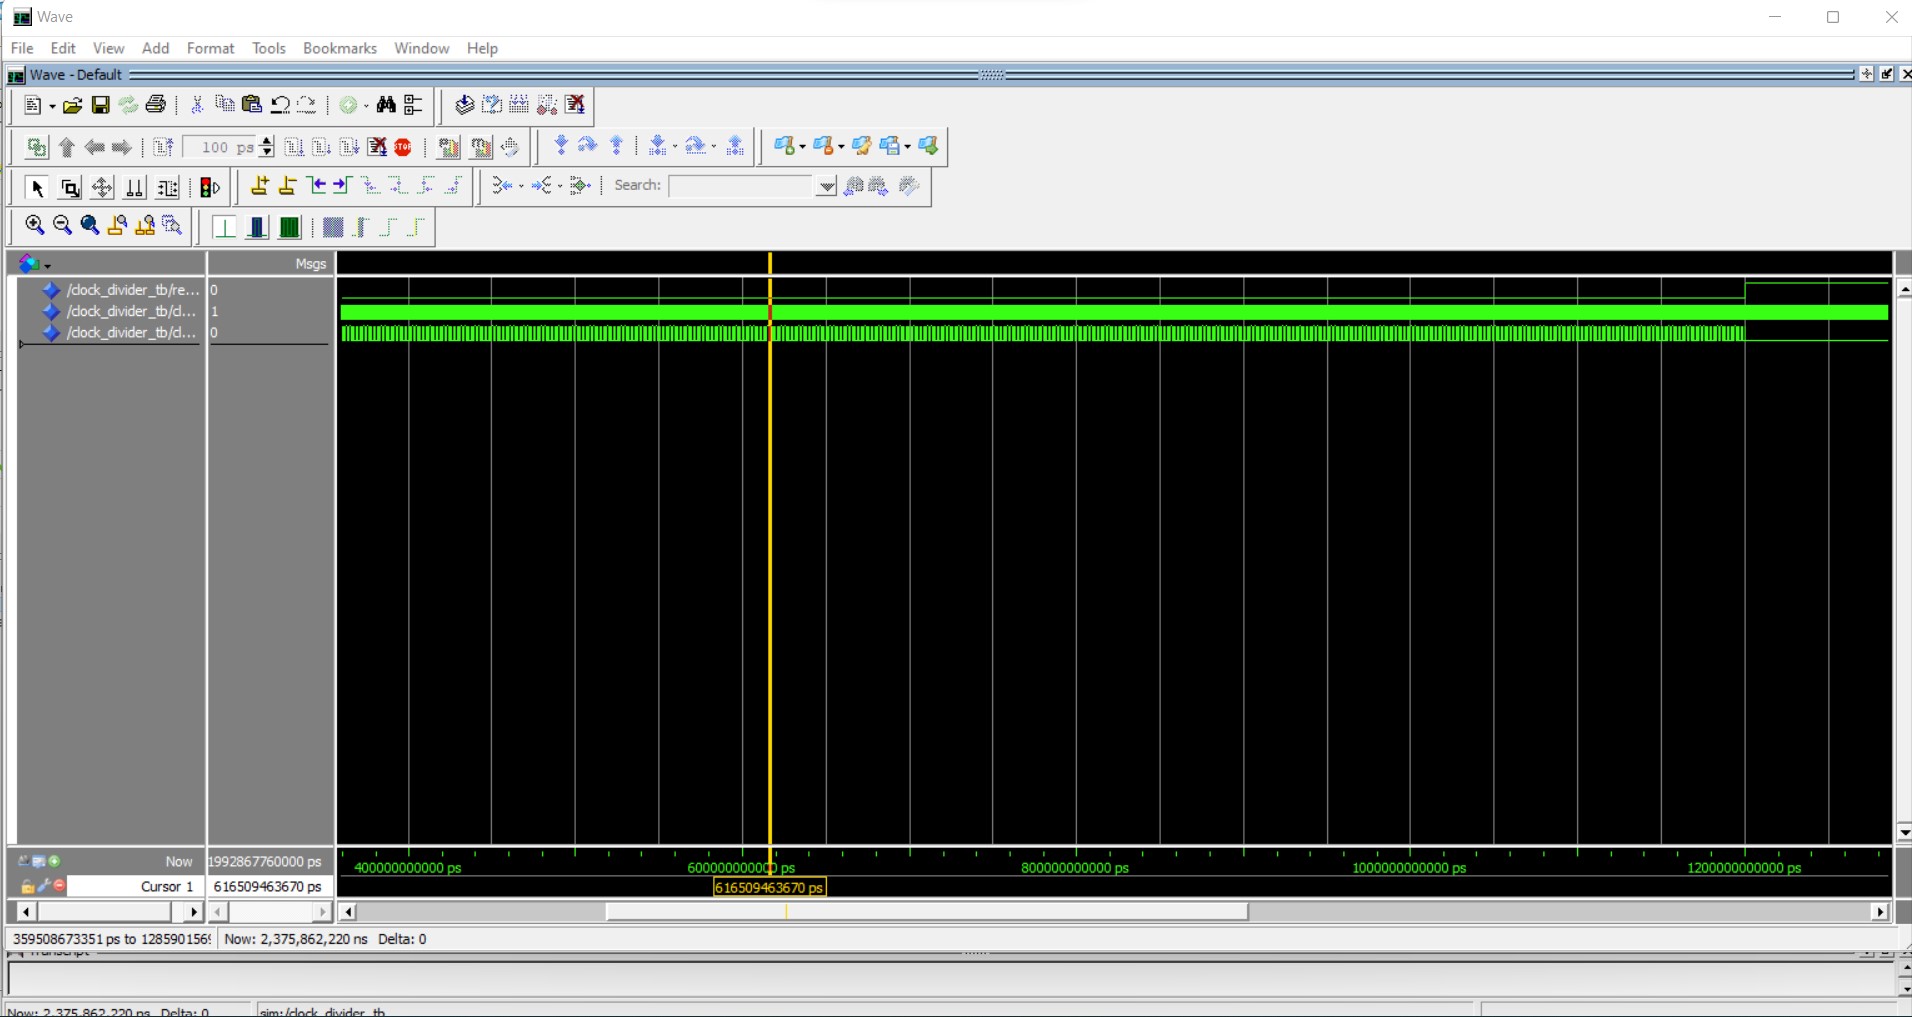 Wave
File Edit View Add Format Tools Bookmarks Window Help
Wave - Default
100 ps
STOP
Search:
Msgs
/clock_divider_tb/re... 0
/clock_divider_tb/cl... 1
/clock_divider_tb/cl... 0
Now 1992867760000 ps
400000000000 ps 600000000000 ps 800000000000 ps 1000000000000 ps 1200000000000 ps
Cursor 1 616509463670 ps
616509463670 ps
359508673351 ps to 128590156 Now: 2,375,862,220 ns Delta: 0
Transcript
Now: 2,375,862,220 ns Delta: 0 sim:/clock_divider_tb